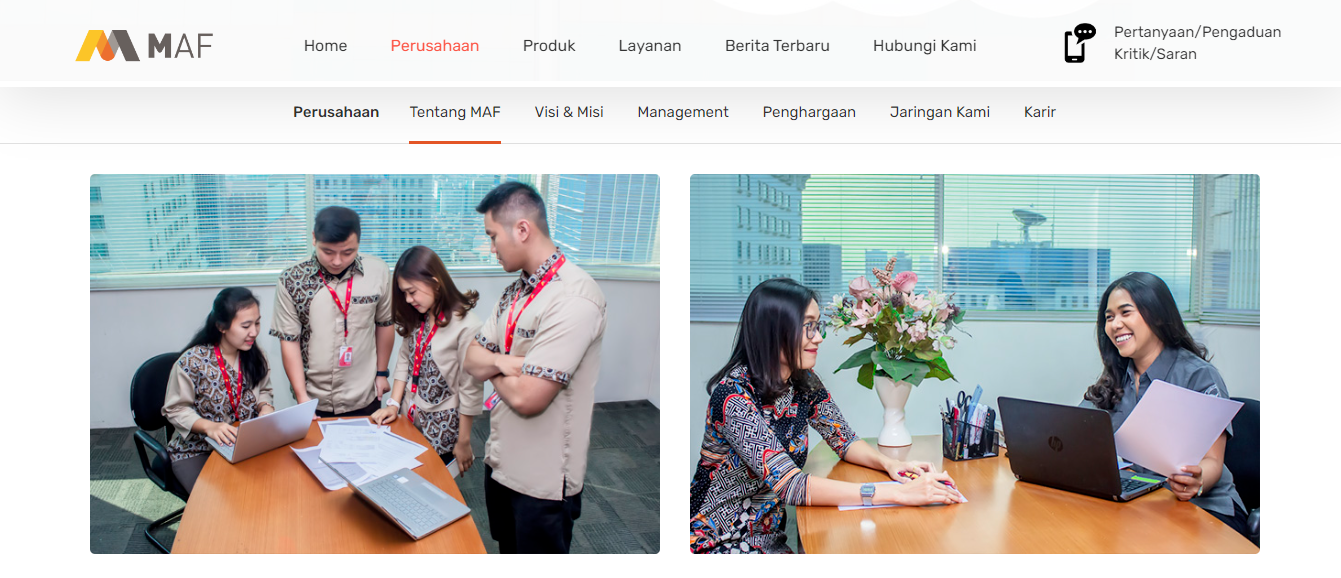 MAF
Home Perusahaan Produk Layanan Berita Terbaru Hubungi Kami
Pertanyaan/Pengaduan
Kritik/Saran
Perusahaan Tentang MAF Visi & Misi Management Penghargaan Jaringan Kami Karir
hp